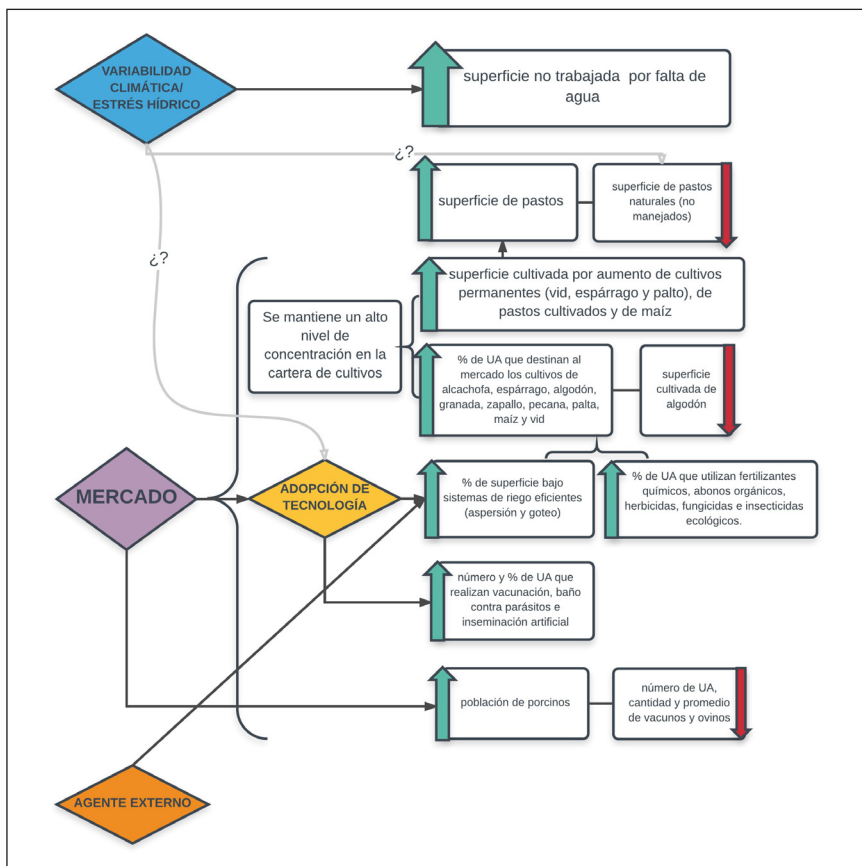 VARIABILIDAD
CLIMÁTICA/
ESTRÉS HÍDRICO
superficie no trabajada por falta de
agua
¿?
superficie de pastos
superficie de pastos
naturales (no
manejados)
¿?
superficie cultivada por aumento de cultivos
permanentes (vid, espárrago y palto), de
pastos cultivados y de maíz
Se mantiene un alto
nivel de
concentración en la
cartera de cultivos
% de UA que destinan al
mercado los cultivos de
alcachofa, espárrago, algodón,
granada, zapallo, pecana, palta,
maíz y vid
superficie
cultivada de
algodón
MERCADO
ADOPCIÓN DE
TECNOLOGÍA
% de superficie bajo
sistemas de riego eficientes
(aspersión y goteo)
% de UA que utilizan fertilizantes
químicos, abonos orgánicos,
herbicidas, fungicidas e insecticidas
ecológicos.
número y % de UA que
realizan vacunación, baño
contra parásitos e
inseminación artificial
población de porcinos
número de UA,
cantidad y promedio
de vacunos y ovinos
AGENTE EXTERNO